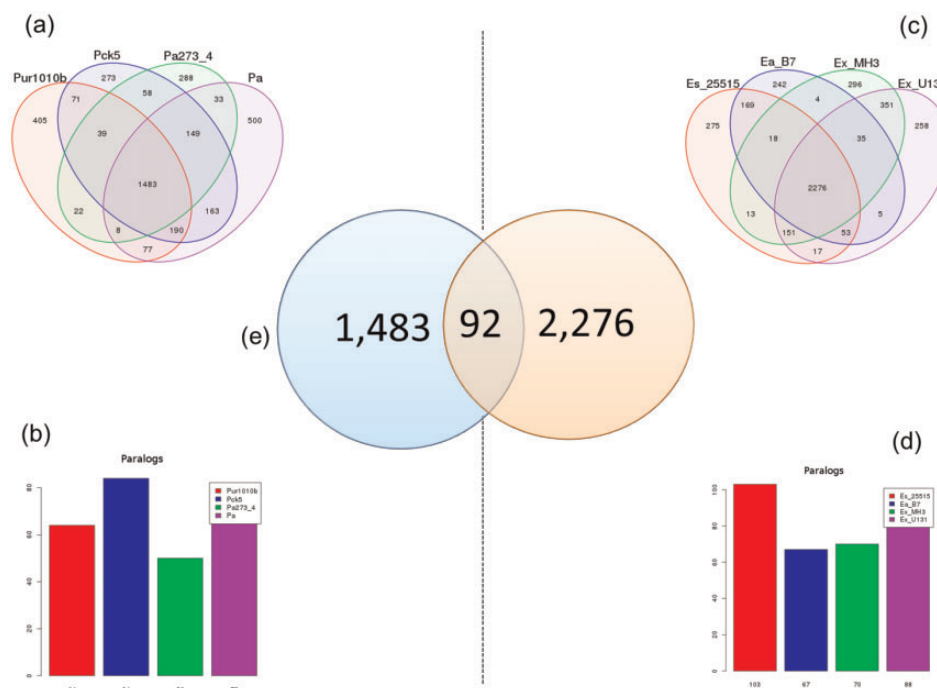 (a)
Pck5 Pa273_4
Pur1010b Pa
273 288
71 58 33
405 39 149 500
1483
22 163
8 190
77
(c)
Ea_B7 Ex_MH3
Es_25515 Ex_U131
242 296
169 4 351
275 18 35 258
2276
13 5
151 53
17
(e)
1,483 92 2,276
(b)
Paralogs
Pur1010b
Pck5
Pa273_4
Pa
80
60
40
20
0
(d)
Paralogs
Es_25515
Ea_B7
Ex_MH3
Ex_U131
100
80
60
40
20
0
103 67 70 88